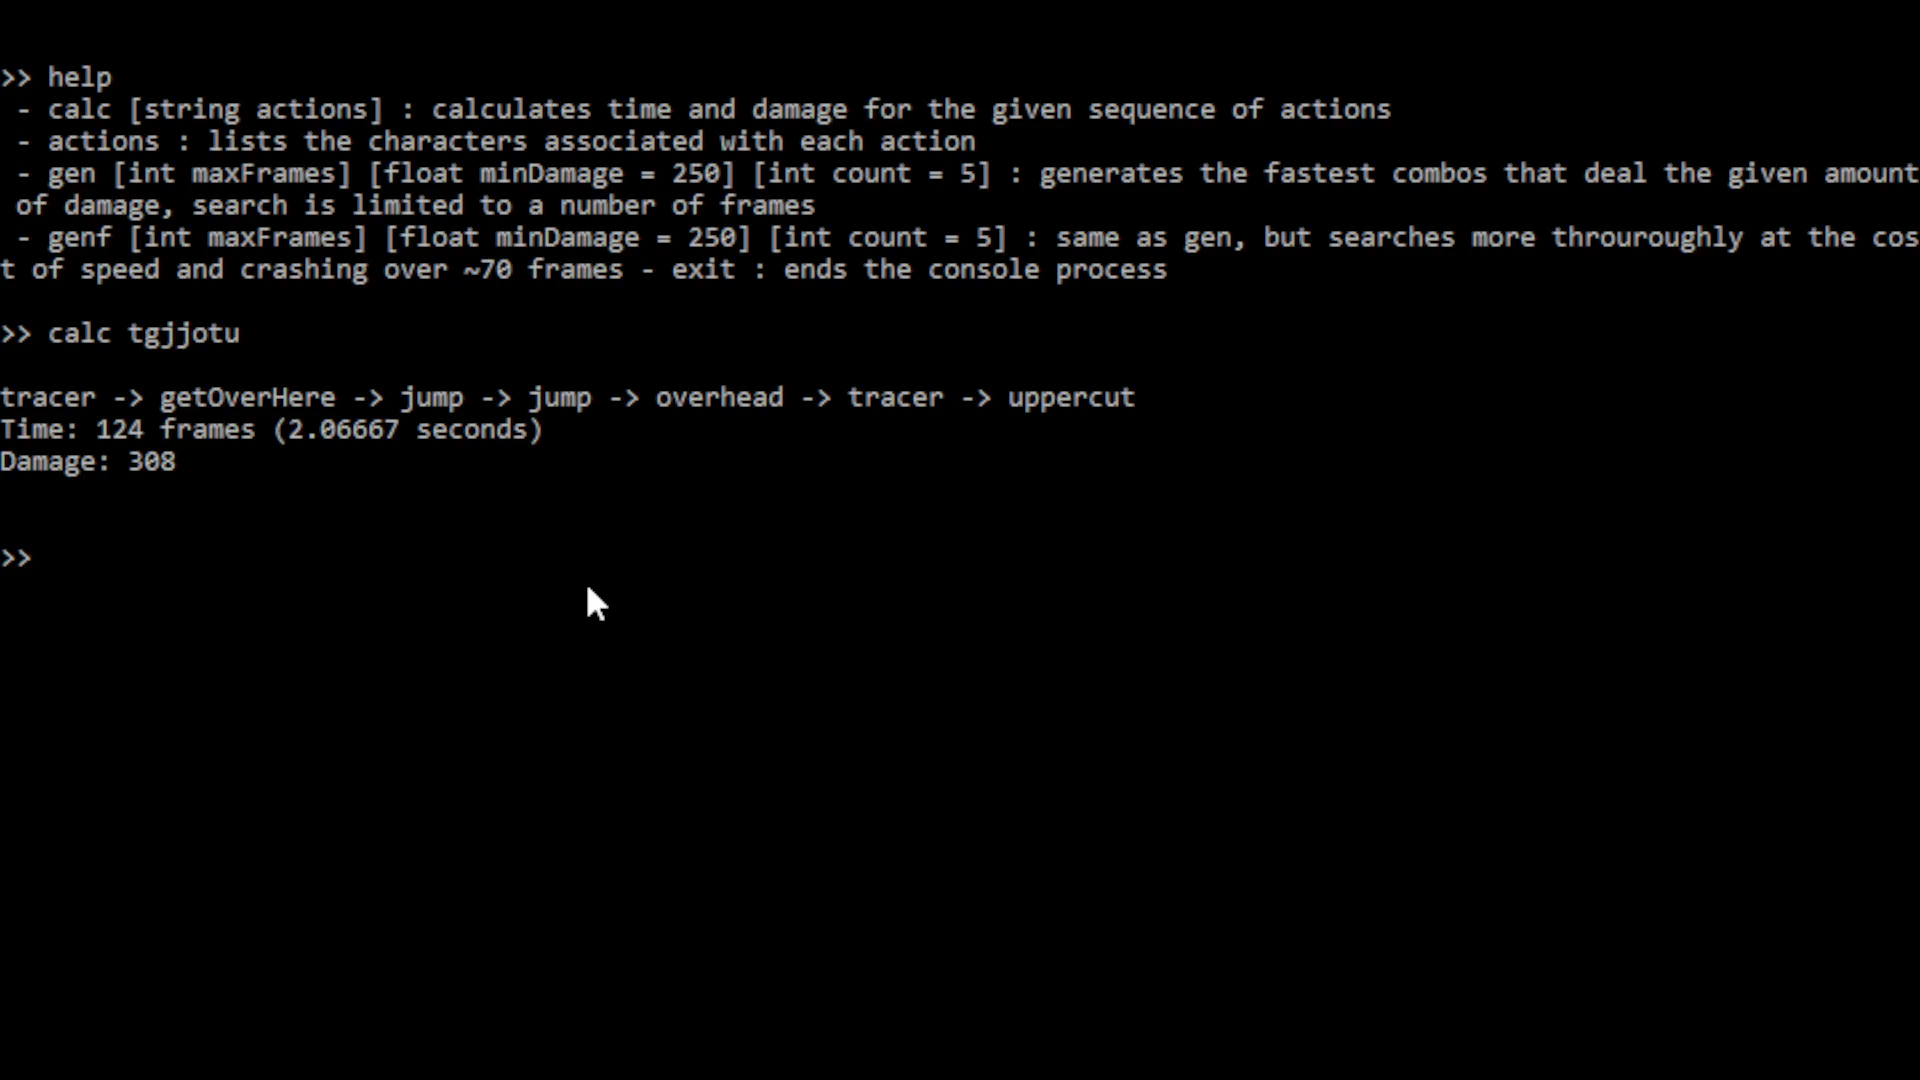 >> help
 - calc [string actions] : calculates time and damage for the given sequence of actions
 - actions : lists the characters associated with each action
 - gen [int maxFrames] [float minDamage = 250] [int count = 5] : generates the fastest combos that deal the given amount
 of damage, search is limited to a number of frames
 - genf [int maxFrames] [float minDamage = 250] [int count = 5] : same as gen, but searches more throuroughly at the cos
t of speed and crashing over ~70 frames - exit : ends the console process
>> calc tgjjotu
tracer -> getOverHere -> jump -> jump -> overhead -> tracer -> uppercut
Time: 124 frames (2.06667 seconds)
Damage: 308
>>